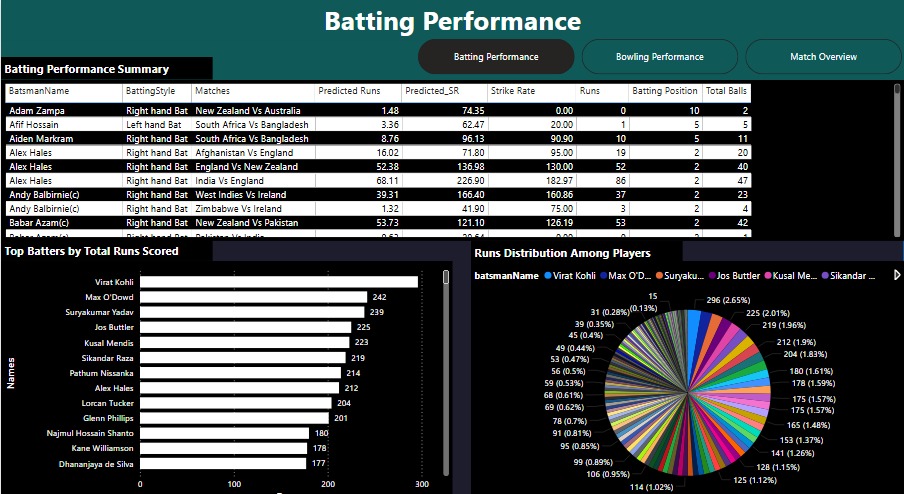 Batting Performance
Batting Performance Bowling Performance Match Overview
Batting Performance Summary
BatsmanName BattingStyle Matches Predicted Runs Predicted_SR Strike Rate Runs Batting Position Total Balls
Adam Zampa Right hand Bat New Zealand Vs Australia 1.48 74.35 0.00 0 10 2
Afif Hossain Left hand Bat South Africa Vs Bangladesh 3.36 62.47 20.00 1 5 5
Aiden Markram Right hand Bat South Africa Vs Bangladesh 8.76 96.13 90.90 10 5 11
Alex Hales Right hand Bat Afghanistan Vs England 16.02 71.80 95.00 19 2 20
Alex Hales Right hand Bat England Vs New Zealand 52.38 136.98 130.00 52 2 40
Alex Hales Right hand Bat India Vs England 68.11 226.90 182.97 86 2 47
Andy Balbirnie(c) Right hand Bat West Indies Vs Ireland 39.31 166.40 160.86 37 2 23
Andy Balbirnie(c) Right hand Bat Zimbabwe Vs Ireland 1.32 41.90 75.00 3 2 4
Babar Azam(c) Right hand Bat New Zealand Vs Pakistan 53.73 121.10 126.19 53 2 42
Top Batters by Total Runs Scored
Names
Virat Kohli
Max O'Dowd 242
Suryakumar Yadav 239
Jos Buttler 225
Kusal Mendis 223
Sikandar Raza 219
Pathum Nissanka 214
Alex Hales 212
Lorcan Tucker 204
Glenn Phillips 201
Najmul Hossain Shanto 180
Kane Williamson 178
Dhananjaya de Silva 177
0 100 200 300
Runs Distribution Among Players
batsmanName Virat Kohli Max O'D... Suryaku... Jos Buttler Kusal Me... Sikandar ...
296 (2.65%)
225 (2.01%)
219 (1.96%)
212 (1.9%)
204 (1.83%)
180 (1.61%)
178 (1.59%)
175 (1.57%)
175 (1.57%)
165 (1.48%)
153 (1.37%)
141 (1.26%)
128 (1.15%)
125 (1.12%)
114 (1.02%)
106 (0.95%)
99 (0.89%)
95 (0.85%)
91 (0.81%)
78 (0.7%)
69 (0.62%)
68 (0.61%)
59 (0.53%)
56 (0.5%)
53 (0.47%)
49 (0.44%)
45 (0.4%)
39 (0.35%)
31 (0.28%)
15
(0.13%)